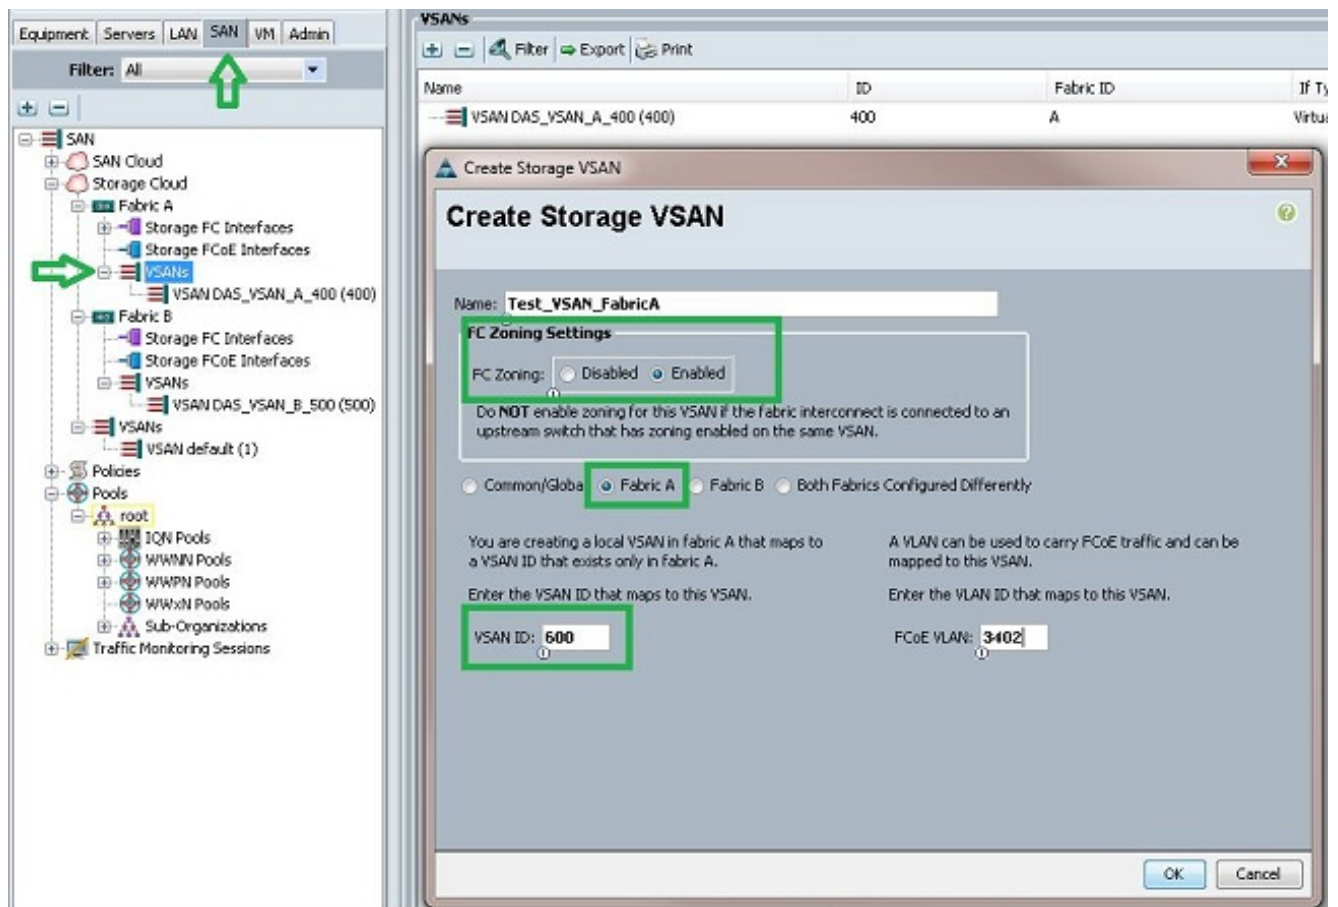 Equipment Servers LAN SAN VM Admin
Filter: All
SAN
SAN Cloud
Storage Cloud
Fabric A
Storage FC Interfaces
Storage FCoE Interfaces
VSANs
VSAN DAS_VSAN_A_400 (400)
Fabric B
Storage FC Interfaces
Storage FCoE Interfaces
VSANs
VSAN DAS_VSAN_B_500 (500)
VSANs
VSAN default (1)
Policies
Pools
root
IQN Pools
WWNN Pools
WWPN Pools
WWxN Pools
Sub-Organizations
Traffic Monitoring Sessions
VSANs
Filter Export Print
Name ID Fabric ID If Ty
VSAN DAS_VSAN_A_400 (400) 400 A Virtua
Create Storage VSAN
Create Storage VSAN
Name: Test_VSAN_FabricA
FC Zoning Settings
FC Zoning: Disabled Enabled
Do NOT enable zoning for this VSAN if the fabric interconnect is connected to an
upstream switch that has zoning enabled on the same VSAN.
Common/Globa Fabric A Fabric B Both Fabrics Configured Differently
You are creating a local VSAN in fabric A that maps to
a VSAN ID that exists only in fabric A.
Enter the VSAN ID that maps to this VSAN.
VSAN ID: 600
A VLAN can be used to carry FCoE traffic and can be
mapped to this VSAN.
Enter the VLAN ID that maps to this VSAN.
FCoE VLAN: 3402
OK Cancel